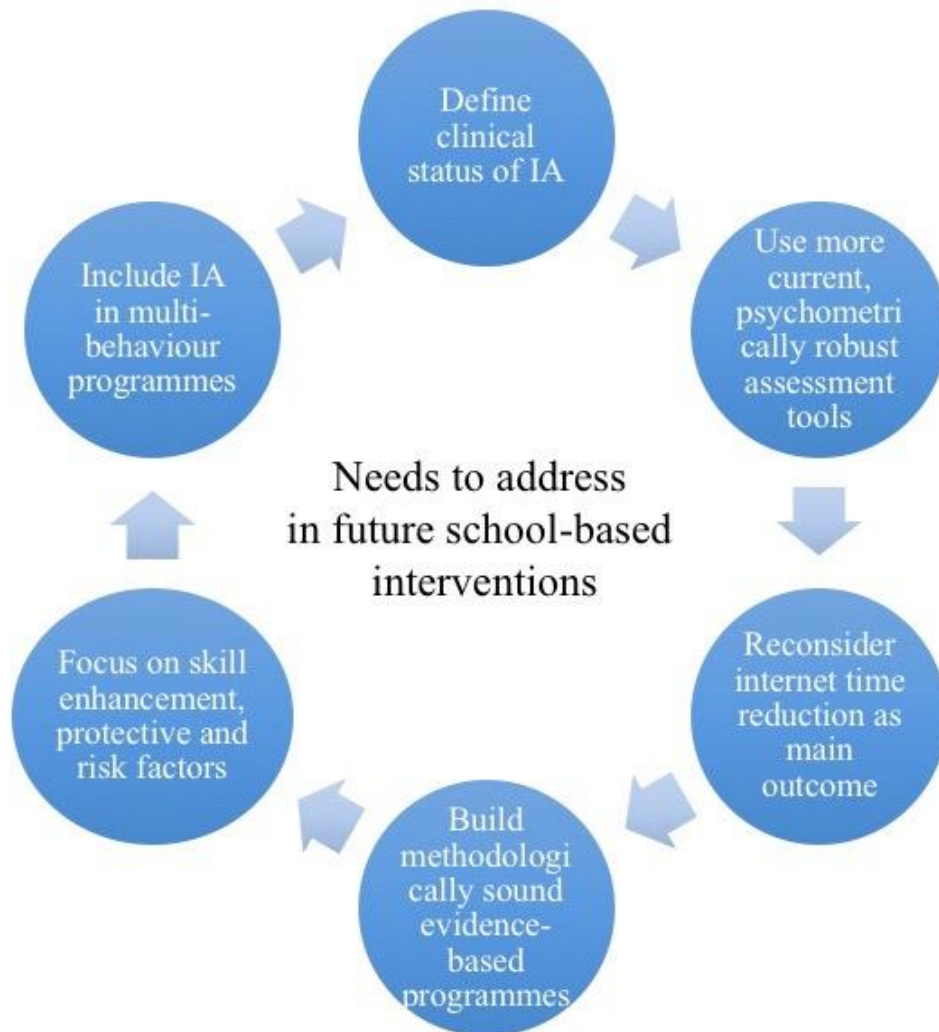 Define
clinical
status of IA
Use more
current,
psychometri
cally robust
assessment
tools
Reconsider
internet time
reduction as
main
outcome
Build
methodologi
cally sound
evidence-
based
programmes
Focus on skill
enhancement,
protective and
risk factors
Include IA
in multi-
behaviour
programmes
Needs to address
in future school-based
interventions